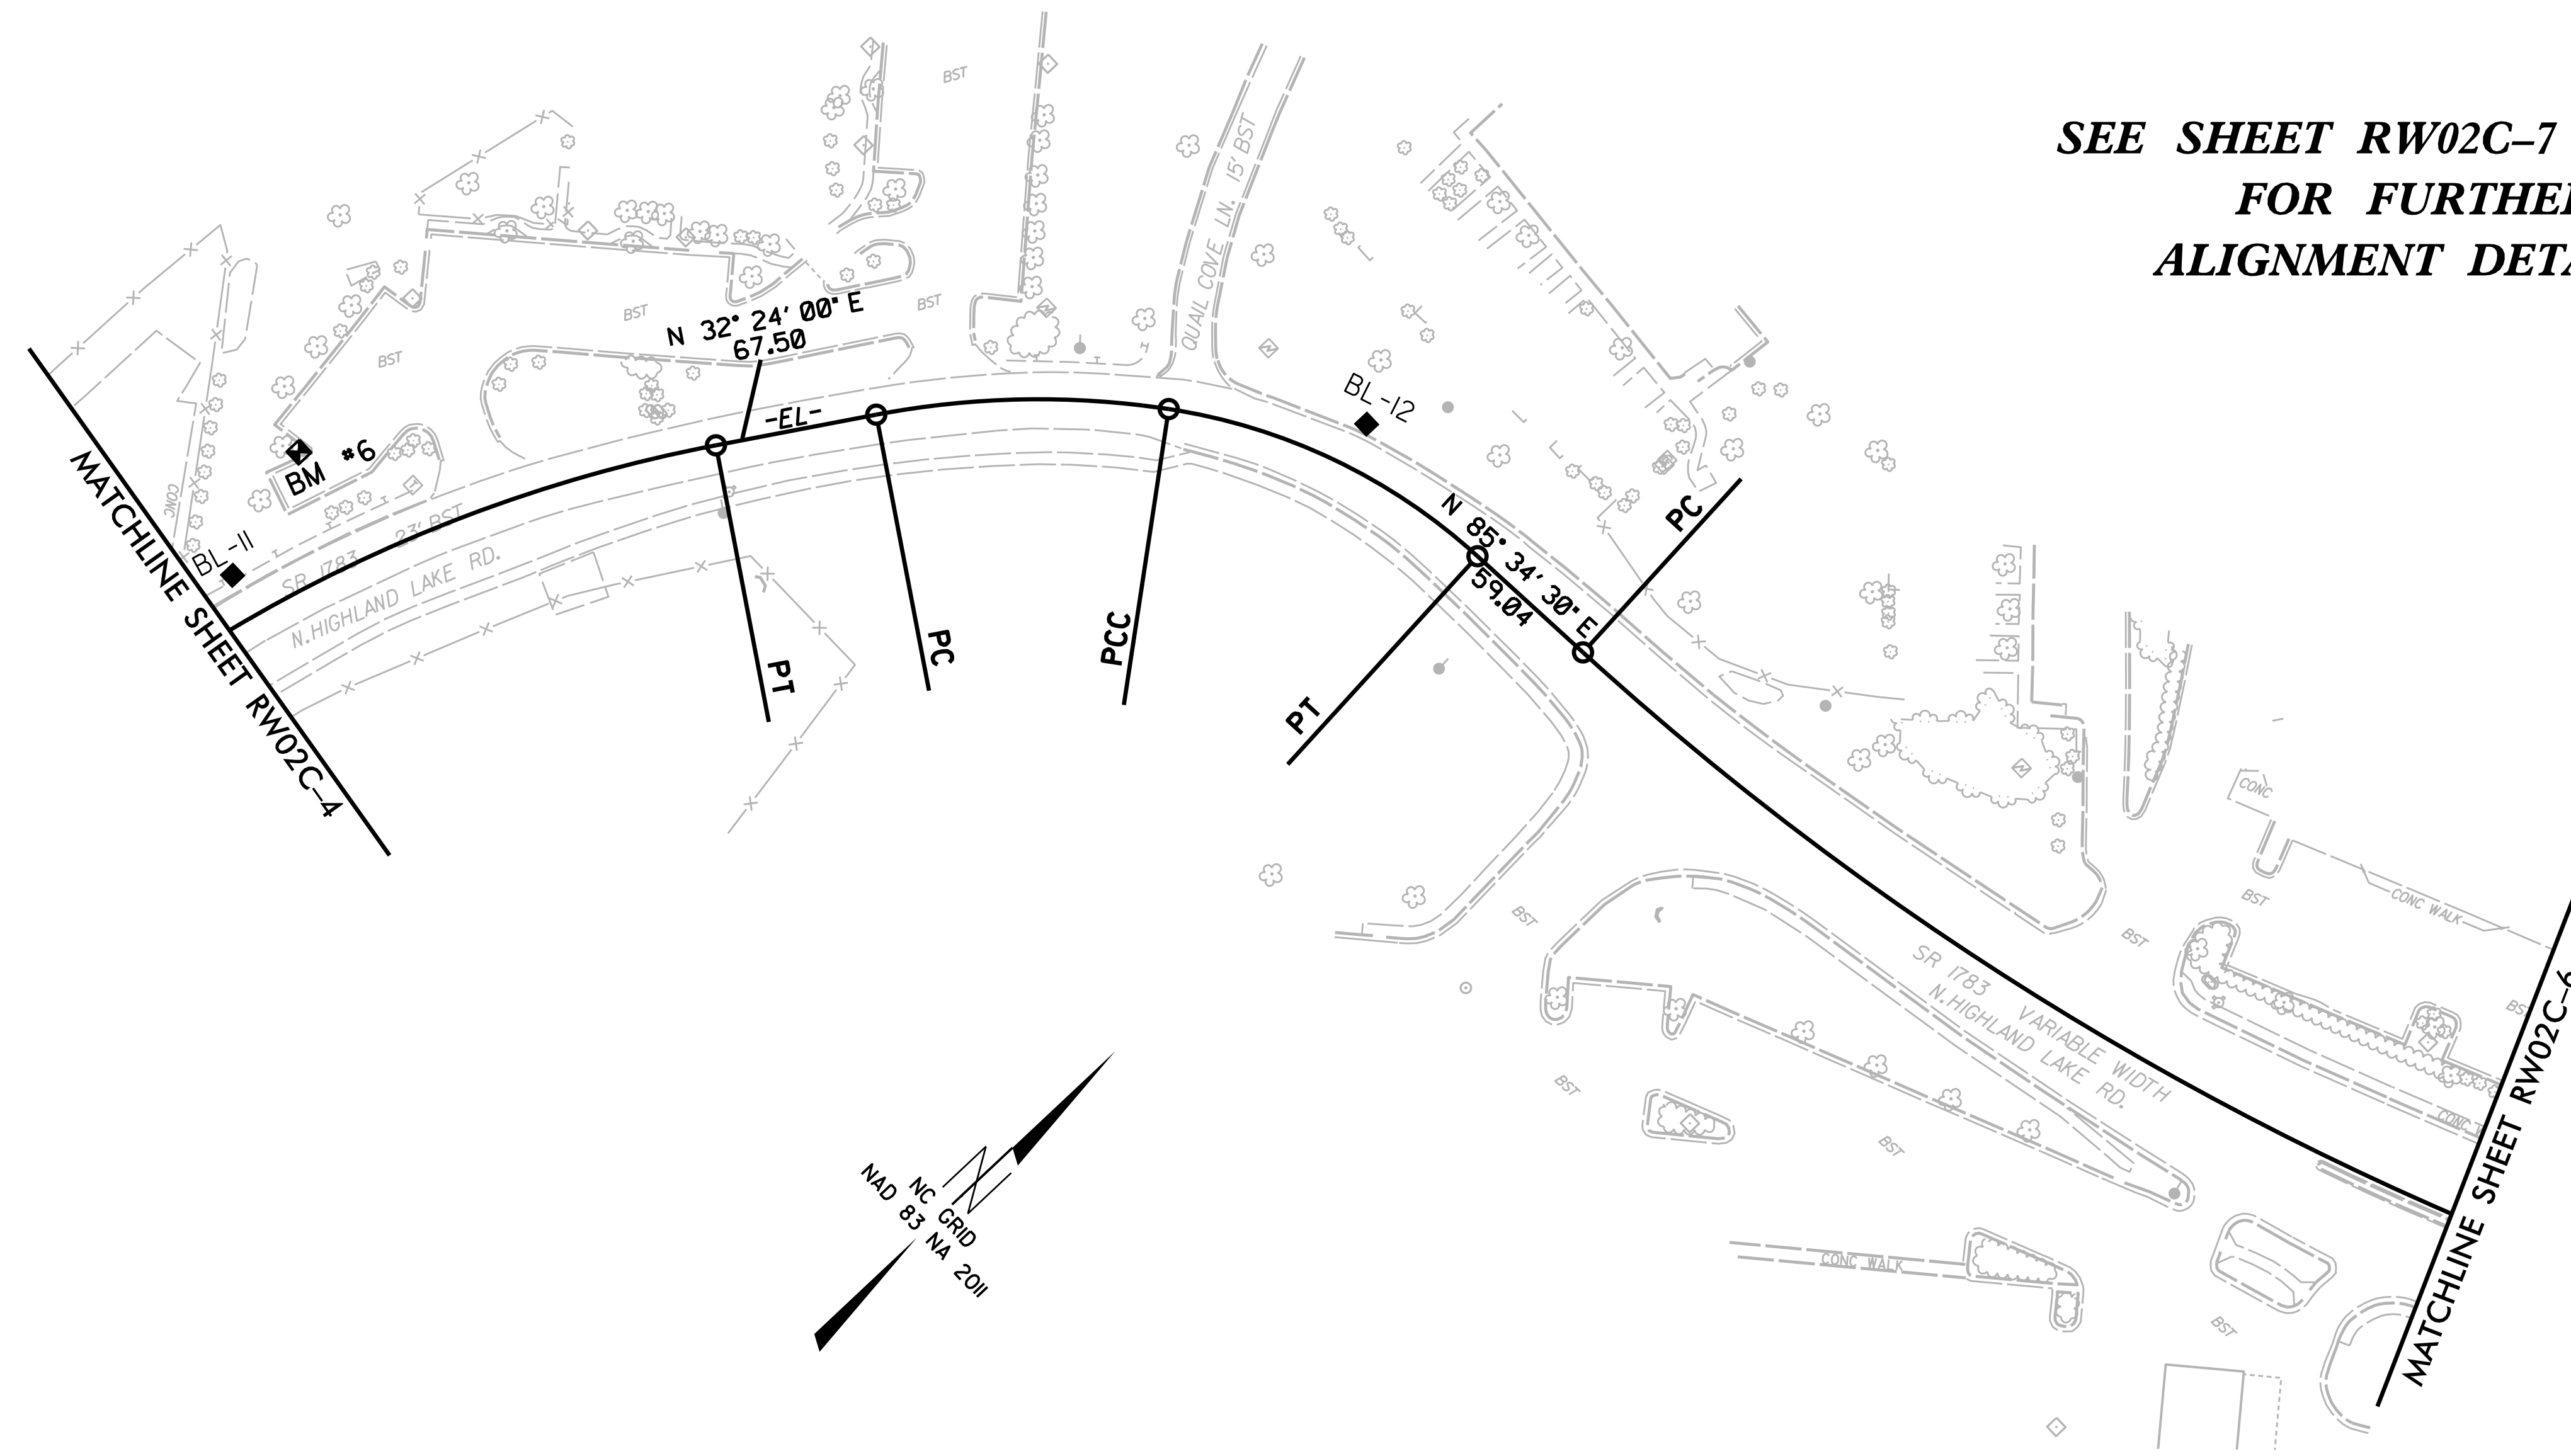 SEE SHEET RW02C-7
FOR FURTHE
ALIGNMENT DET
BST
QUAIL COVE LN. 15' BST
N 32° 24' 00" E
67.50
BST
BST
BST
-EL-
BL-12
BM #6
CONC
BL-11
SR 1783 23' BST
N. HIGHLAND LAKE RD.
MATCHLINE SHEET RW02C-4
PT
PC
PCC
PT
PC
N 85° 34' 30" E
59.04
CONC
CONC WALK
BST
BST
BST
BST
SR 1783 VARIABLE WIDTH
N. HIGHLAND LAKE RD.
BST
BST
CONC
CONC WALK
BST
MATCHLINE SHEET RW02C-6
NC GRID
NAD 83 NA 2011